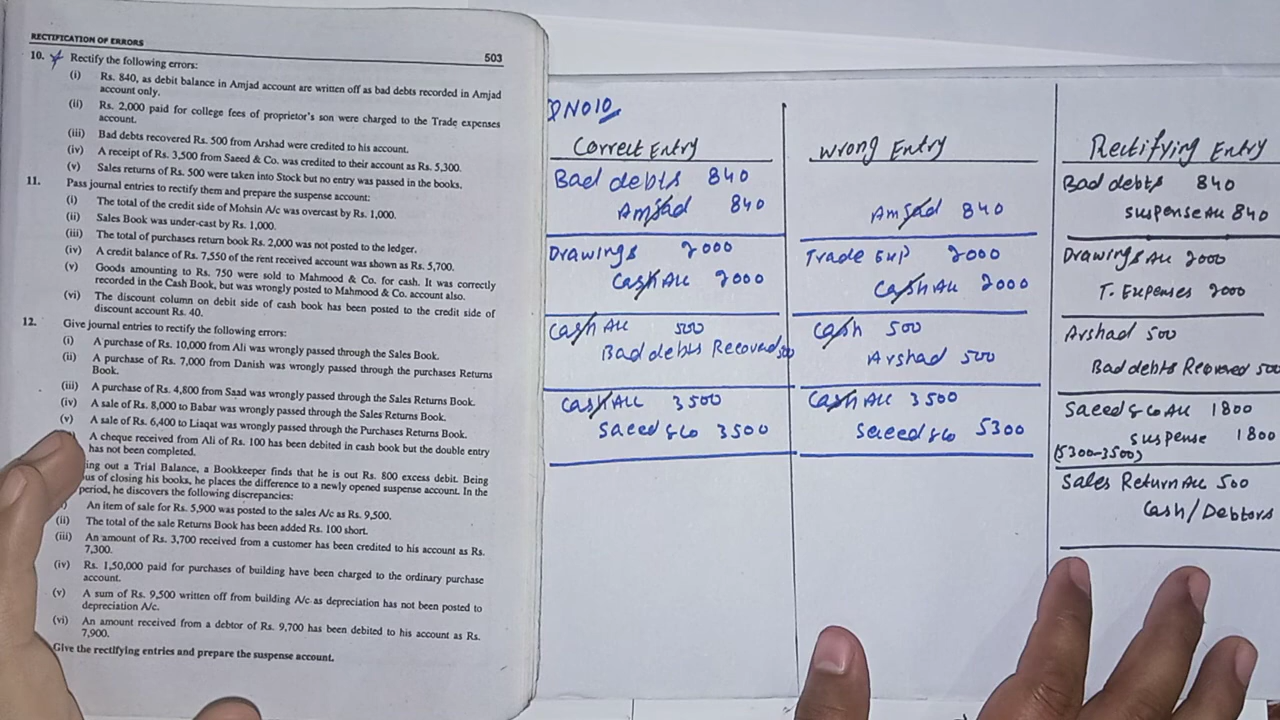 RECTIFICATION OF ERRORS 503
10. Rectify the following errors:
(i) Rs. 840, as debit balance in Amjad account are written off as bad debts recorded in Amjad
account only.
(ii) Rs. 2,000 paid for college fees of proprietor's son were charged to the Trade expenses
account.
(iii) Bad debts recovered Rs. 500 from Arshad were credited to his account.
(iv) A receipt of Rs. 3,500 from Saeed & Co. was credited to their account as Rs. 5,300.
(v) Sales returns of Rs. 500 were taken into Stock but no entry was passed in the books.
11. Pass journal entries to rectify them and prepare the suspense account:
(i) The total of the credit side of Mohsin A/c was overcast by Rs. 1,000.
(ii) Sales Book was under-cast by Rs. 1,000.
(iii) The total of purchases return book Rs. 2,000 was not posted to the ledger.
(iv) A credit balance of Rs. 7,550 of the rent received account was shown as Rs. 5,700.
(v) Goods amounting to Rs. 750 were sold to Mahmood & Co. for cash. It was correctly
recorded in the Cash Book, but was wrongly posted to Mahmood & Co. account also.
(vi) The discount column on debit side of cash book has been posted to the credit side of
discount account Rs. 40.
12. Give journal entries to rectify the following errors:
(i) A purchase of Rs. 10,000 from Ali was wrongly passed through the Sales Book.
(ii) A purchase of Rs. 7,000 from Danish was wrongly passed through the purchases Returns
Book.
(iii) A purchase of Rs. 4,800 from Saad was wrongly passed through the Sales Returns Book.
(iv) A sale of Rs. 8,000 to Babar was wrongly passed through the Sales Returns Book.
(v) A sale of Rs. 6,400 to Liaqat was wrongly passed through the Purchases Returns Book.
A cheque received from Ali of Rs. 100 has been debited in cash book but the double entry
has not been completed.
ing out a Trial Balance, a Bookkeeper finds that he is out Rs. 800 excess debit. Being
us of closing his books, he places the difference to a newly opened suspense account. In the
period, he discovers the following discrepancies:
An item of sale for Rs. 5,900 was posted to the sales A/c as Rs. 9,500.
(ii) The total of the sale Returns Book has been added Rs. 100 short.
(iii) An amount of Rs. 3,700 received from a customer has been credited to his account as Rs.
7,300.
(iv) Rs. 1,50,000 paid for purchases of building have been charged to the ordinary purchase
account.
(v) A sum of Rs. 9,500 written off from building A/c as depreciation has not been posted to
depreciation A/c.
(vi) An amount received from a debtor of Rs. 9,700 has been debited to his account as Rs.
7,900.
Give the rectifying entries and prepare the suspense account.
QNO10
Correct Entry
Bad debts 840
Amjad 840
Drawings 2000
Cash Au 2000
Cash Au 500
Bad debts Recoverd 500
Cash Au 3500
Saeed & Co 3500
Wrong Entry
Amjad 840
Trade Exp 2000
Cash Au 2000
Cash 500
Arshad 500
Cash Au 3500
Saeed & Co 5300
Rectifying Entry
Bad debts 840
suspense Au 840
Drawings Au 2000
T. Expenses 2000
Arshad 500
Bad debts Recovered 500
Saeed & Co Au 1800
suspense 1800
(5300-3500)
Sales Return Au 500
Cash/Debtors